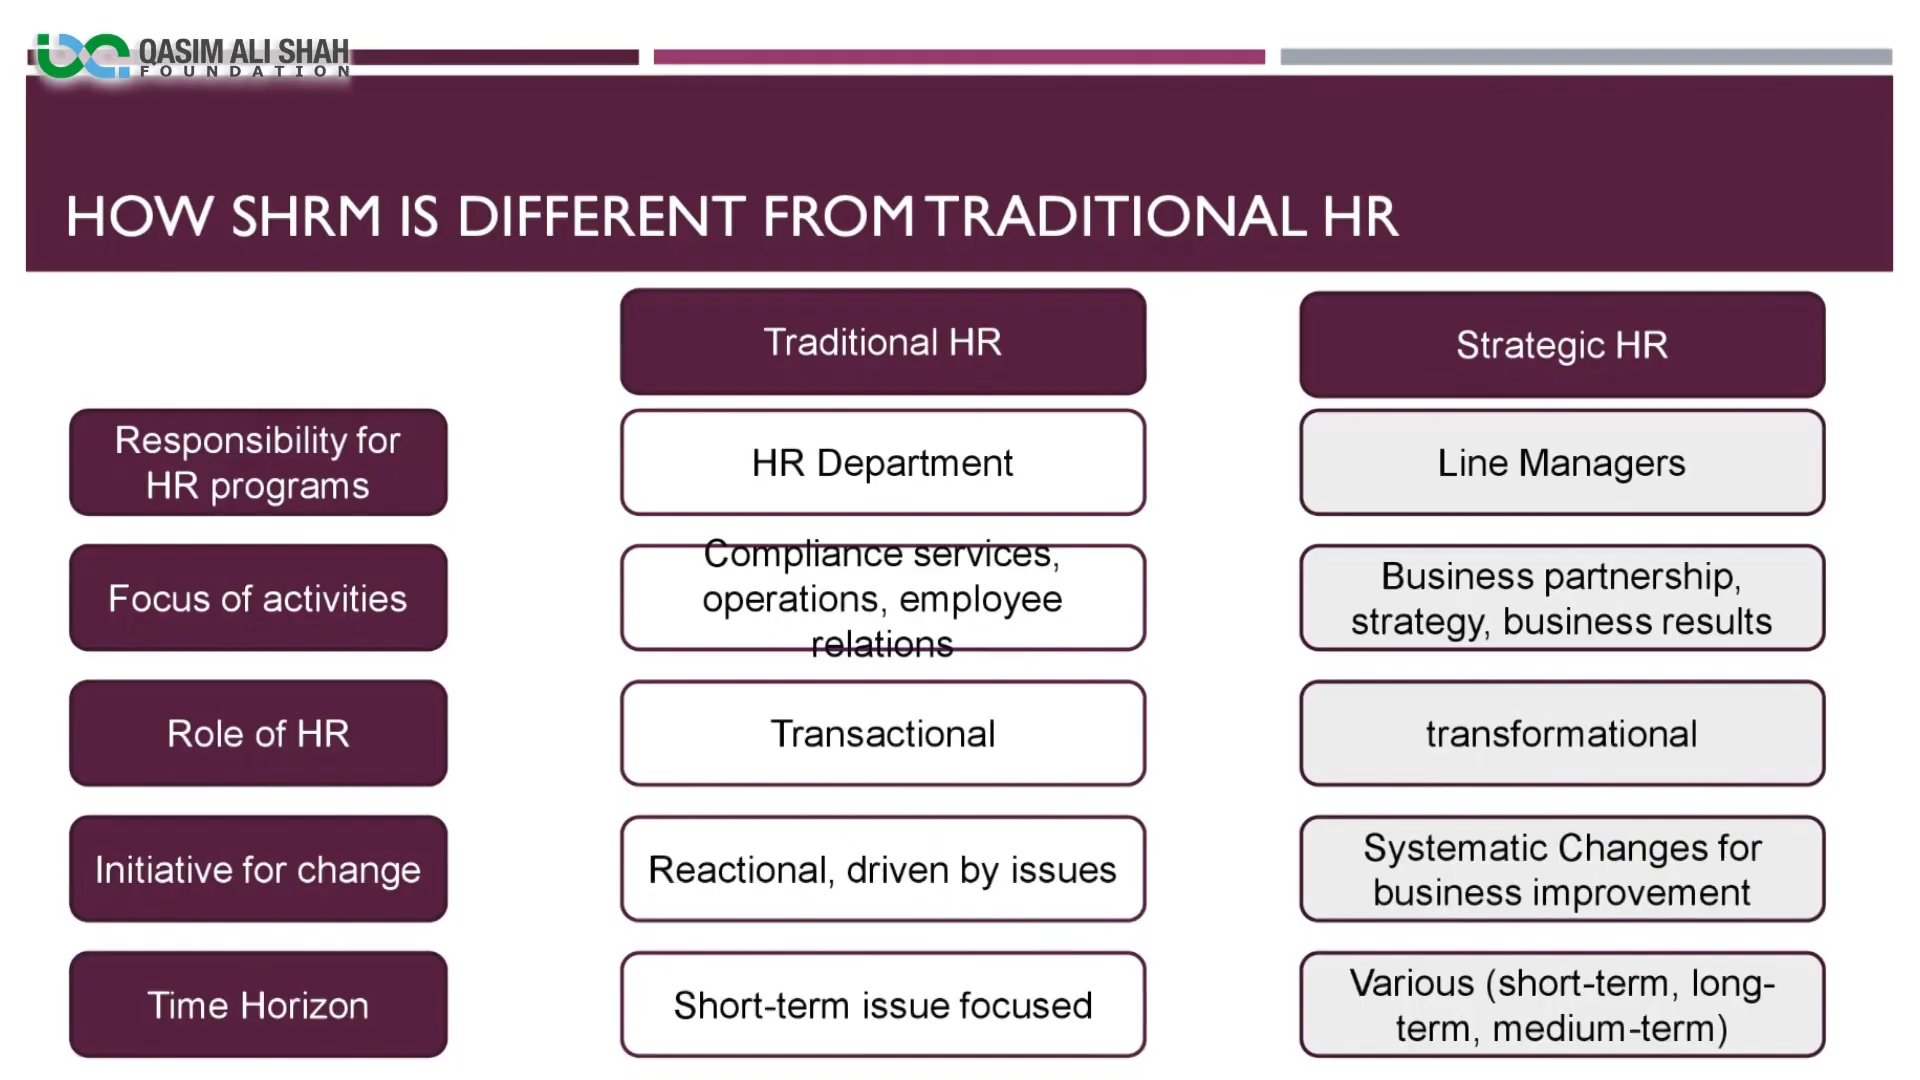 QASIM ALI SHAH
FOUNDATION
HOW SHRM IS DIFFERENT FROM TRADITIONAL HR
Traditional HR
Strategic HR
Responsibility for
HR programs
HR Department
Line Managers
Focus of activities
Compliance services,
operations, employee
relations
Business partnership,
strategy, business results
Role of HR
Transactional
transformational
Initiative for change
Reactional, driven by issues
Systematic Changes for
business improvement
Time Horizon
Short-term issue focused
Various (short-term, long-
term, medium-term)